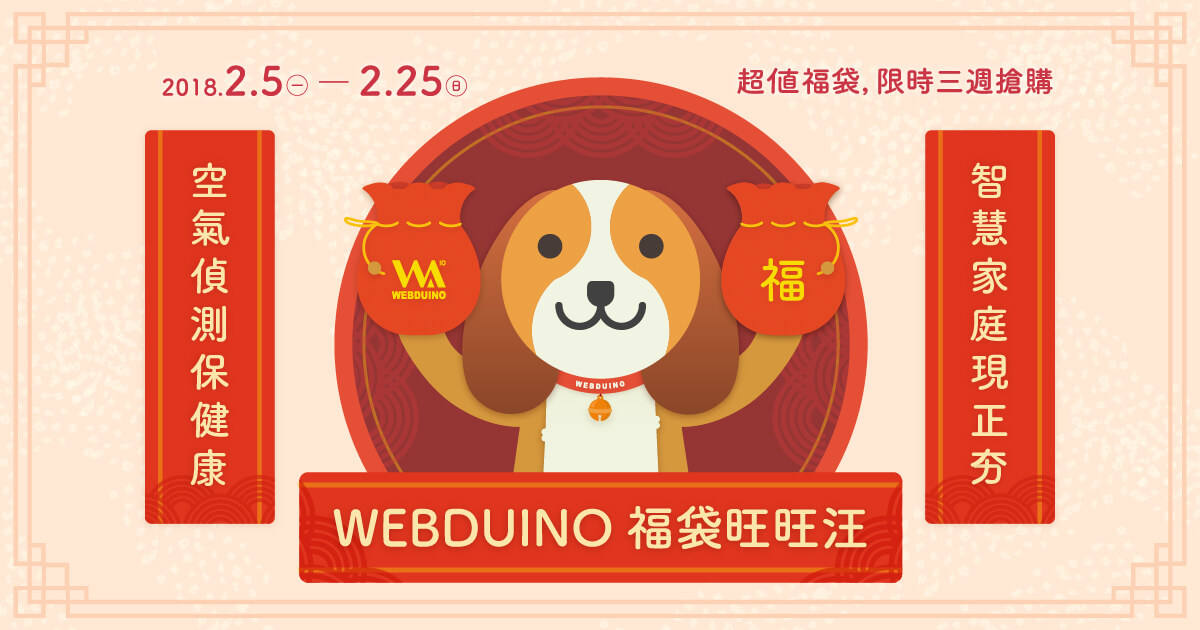 2018.2.5㊀ — 2.25㊐
超值福袋, 限時三週搶購
智慧家庭現正夯
空氣偵測保健康
WA IO
WEBDUINO
福
WEBDUINO
WEBDUINO 福袋旺旺汪